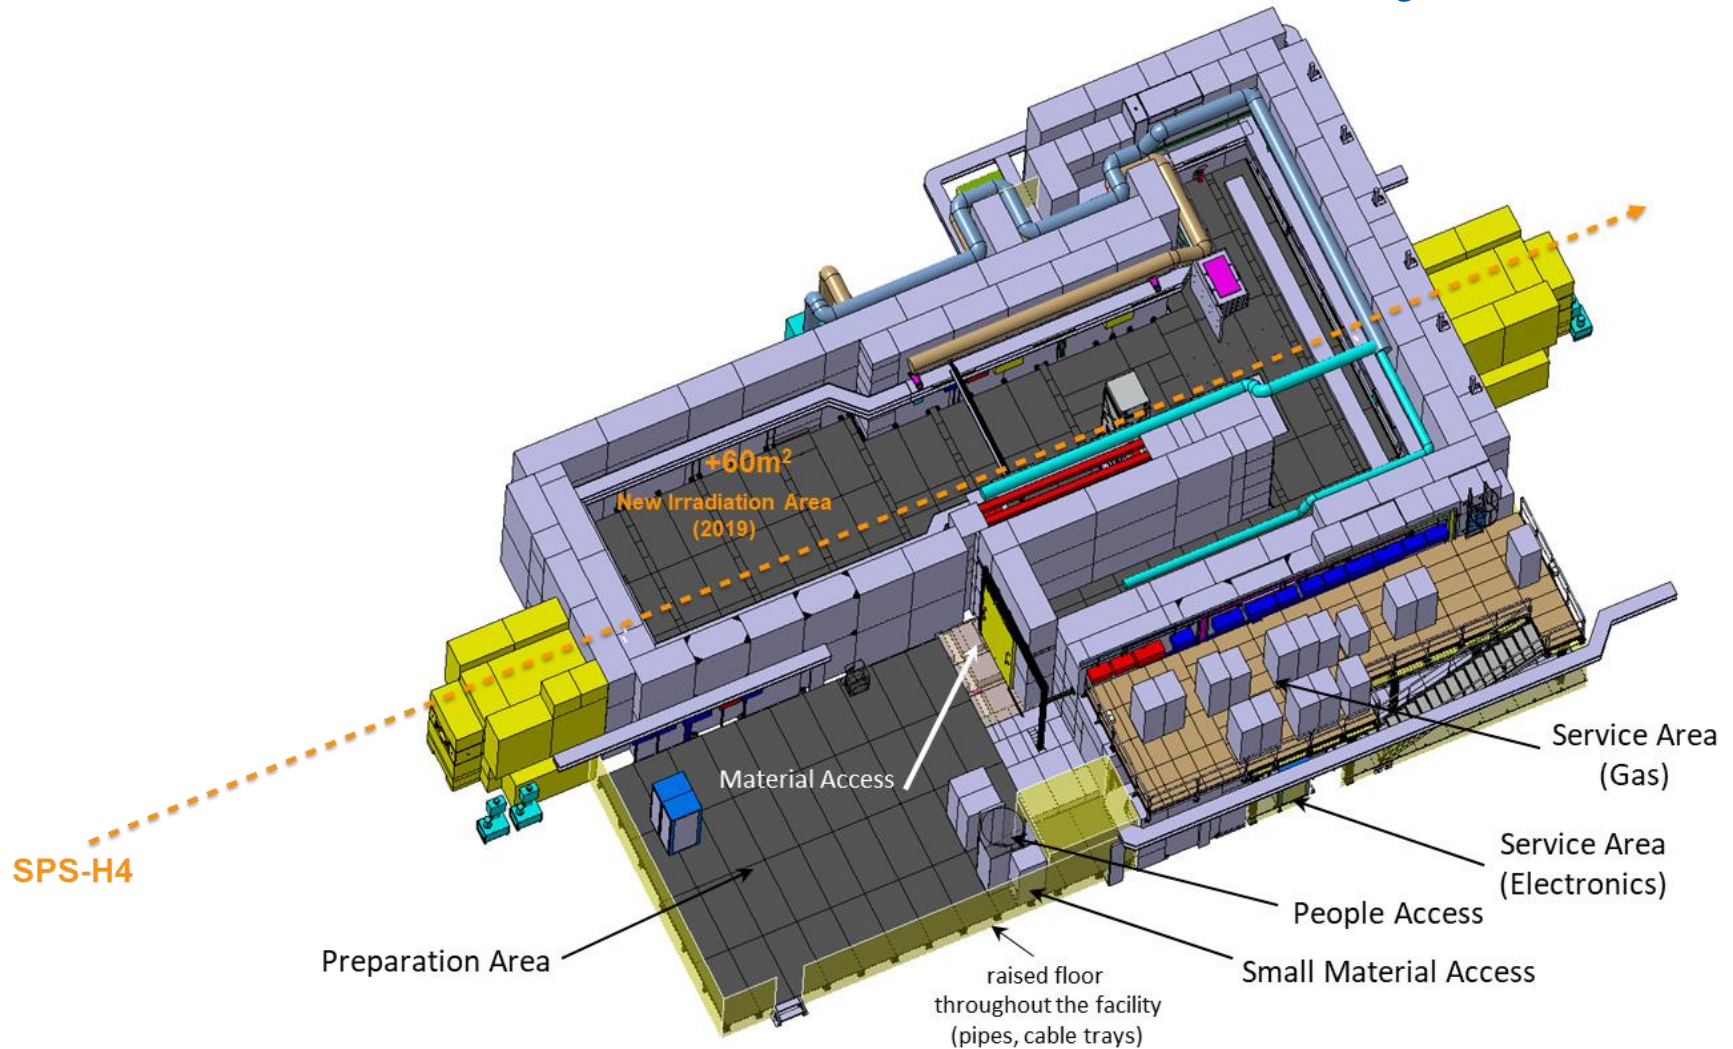 +60m²
New Irradiation Area
(2019)
Material Access
SPS-H4
Service Area
(Gas)
Service Area
(Electronics)
People Access
Preparation Area
Small Material Access
raised floor
throughout the facility
(pipes, cable trays)